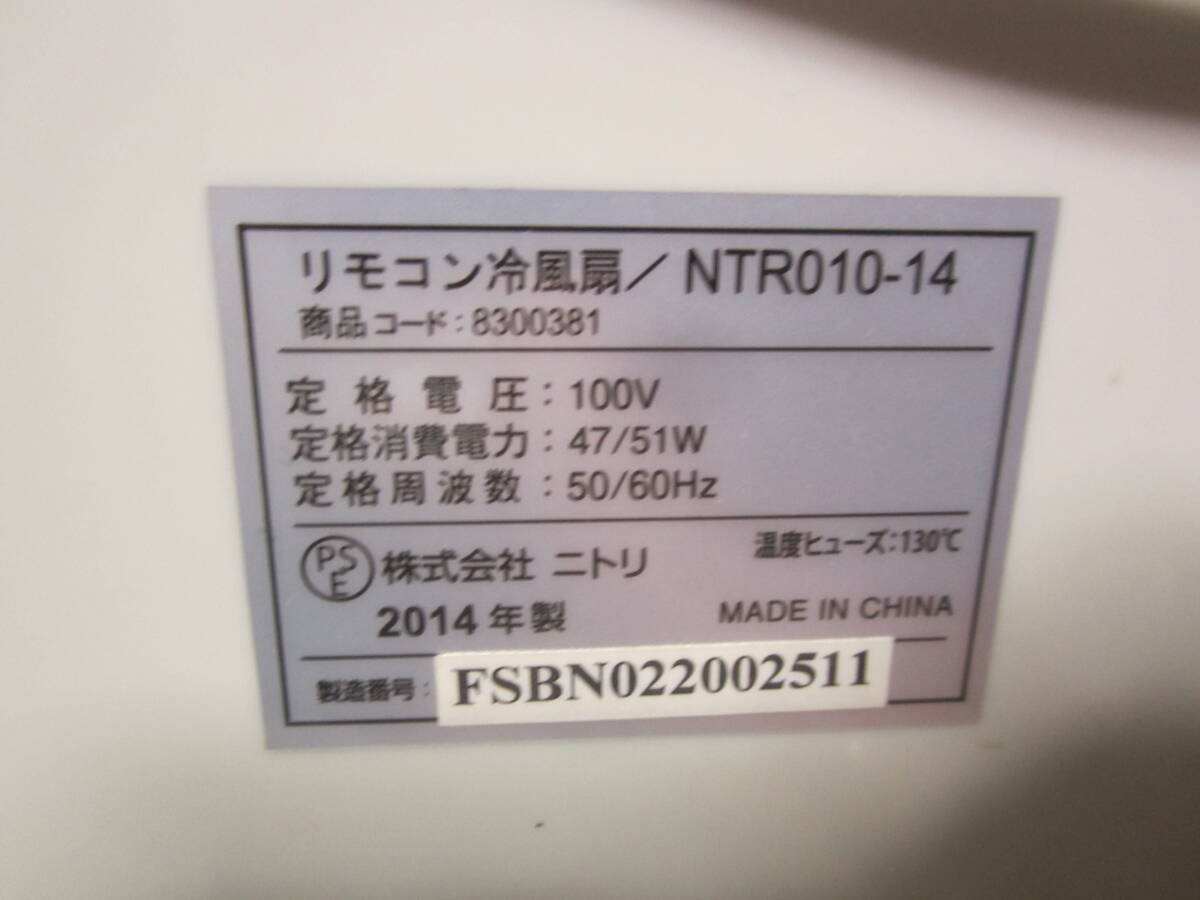 リモコン冷風扇/ NTR010-14
商品コード:8300381
定格電圧:100V
定格消費電力:47/51W
定格周波数:50/60Hz
PSE 株式会社 ニトリ
温度ヒューズ:130℃
2014年製
MADE IN CHINA
製造番号:FSBN022002511